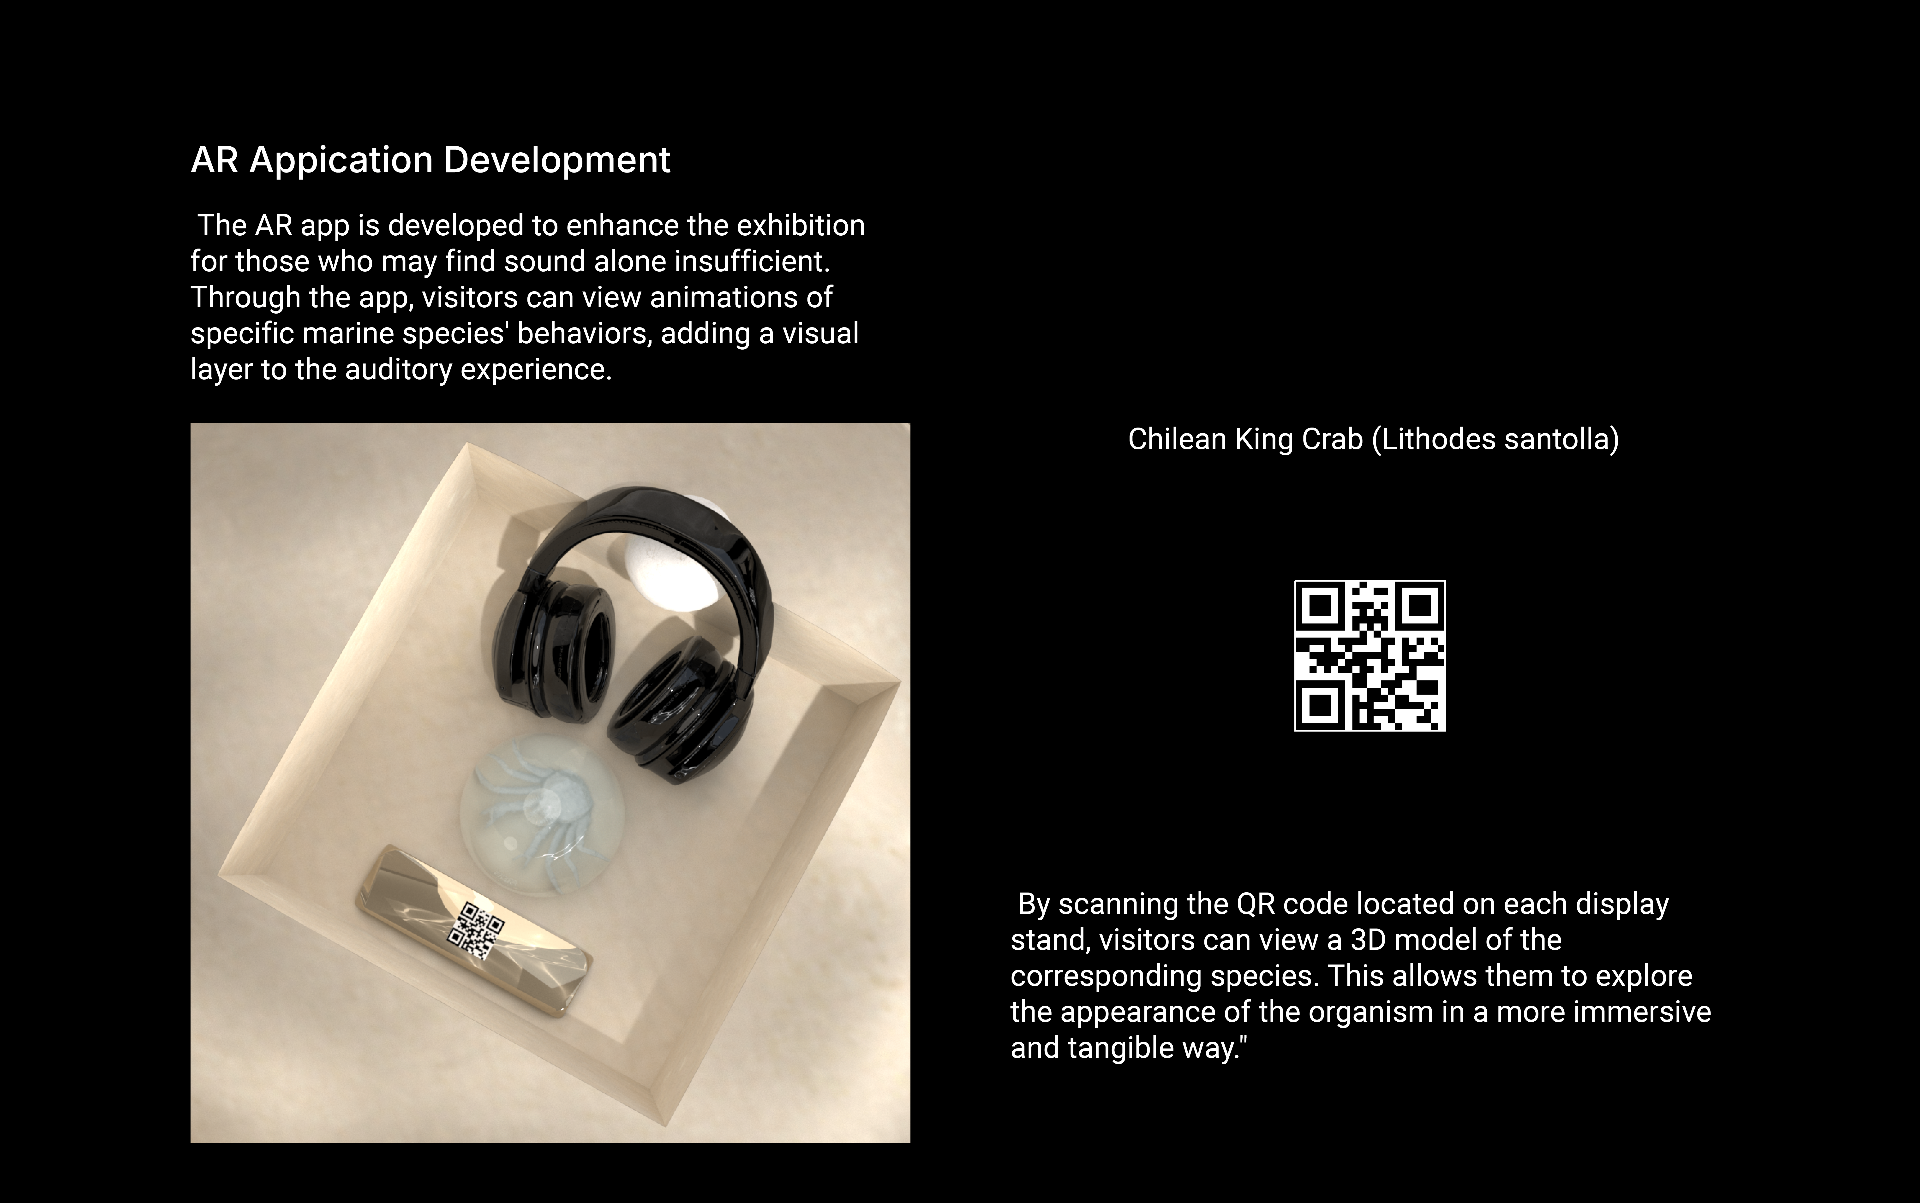 AR Appication Development
The AR app is developed to enhance the exhibition
for those who may find sound alone insufficient.
Through the app, visitors can view animations of
specific marine species' behaviors, adding a visual
layer to the auditory experience.
Chilean King Crab (Lithodes santolla)
By scanning the QR code located on each display
stand, visitors can view a 3D model of the
corresponding species. This allows them to explore
the appearance of the organism in a more immersive
and tangible way."